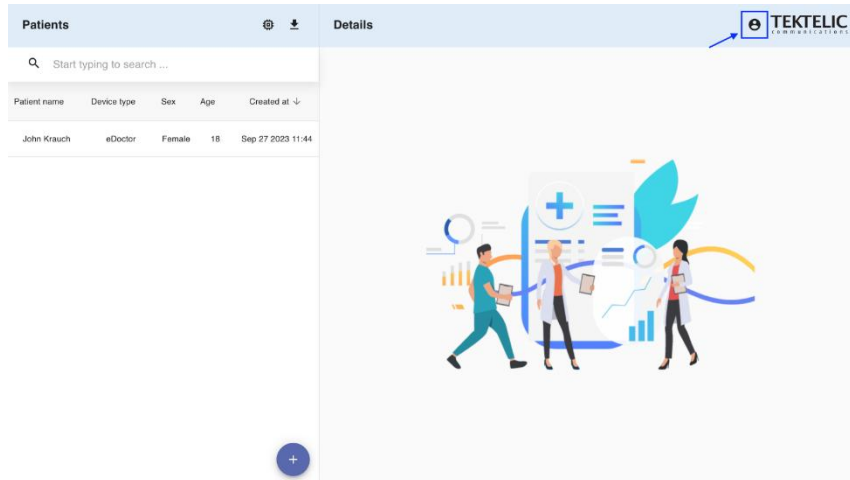 Patients
Details
TEKTELIC
communications
Start typing to search ...
Patient name Device type Sex Age Created at
John Krauch eDoctor Female 18 Sep 27 2023 11:44